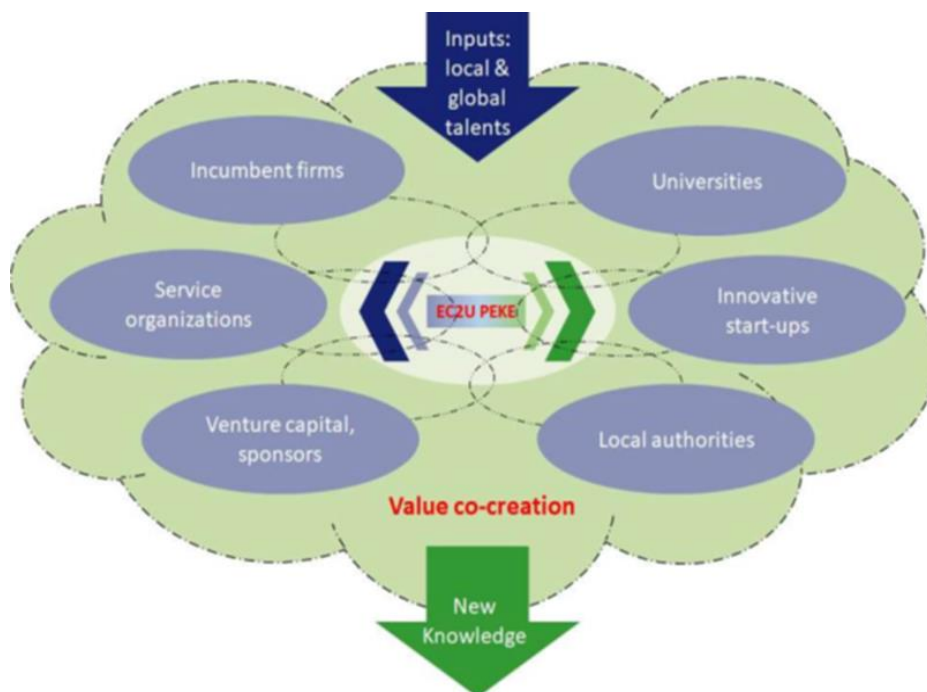 Inputs:
local &
global
talents
Incumbent firms
Universities
Service
organizations
EC2U PEKE
Innovative
start-ups
Venture capital,
sponsors
Local authorities
Value co-creation
New
Knowledge